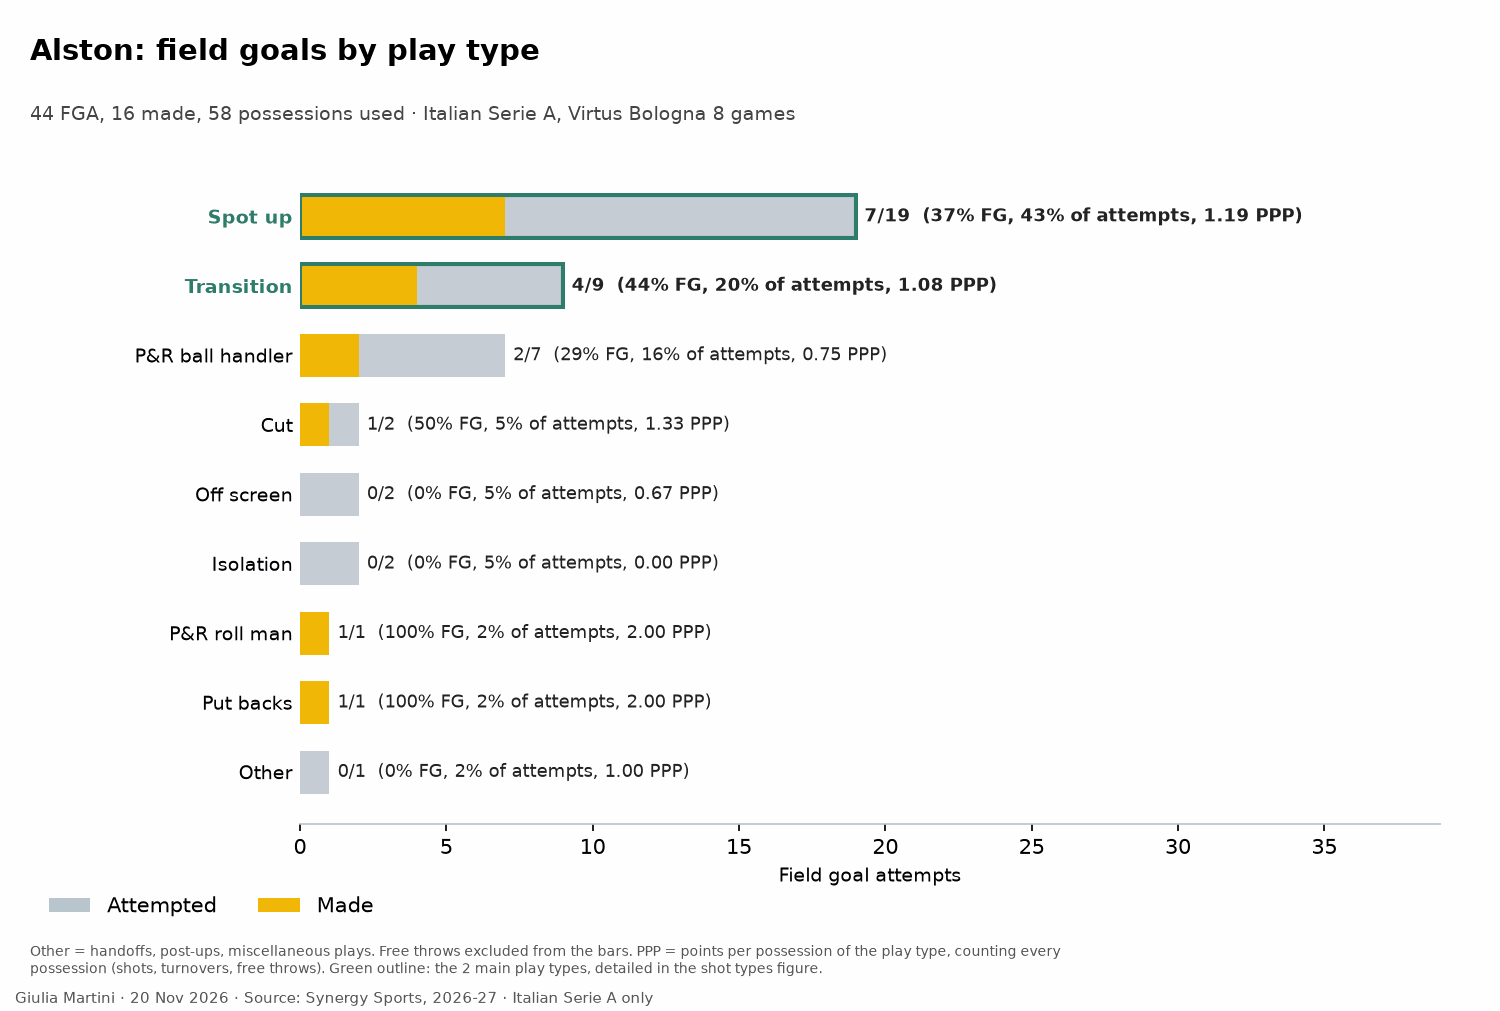 Alston: field goals by play type
44 FGA, 16 made, 58 possessions used · Italian Serie A, Virtus Bologna 8 games
Spot up 7/19 (37% FG, 43% of attempts, 1.19 PPP)
Transition 4/9 (44% FG, 20% of attempts, 1.08 PPP)
P&R ball handler 2/7 (29% FG, 16% of attempts, 0.75 PPP)
Cut 1/2 (50% FG, 5% of attempts, 1.33 PPP)
Off screen 0/2 (0% FG, 5% of attempts, 0.67 PPP)
Isolation 0/2 (0% FG, 5% of attempts, 0.00 PPP)
P&R roll man 1/1 (100% FG, 2% of attempts, 2.00 PPP)
Put backs 1/1 (100% FG, 2% of attempts, 2.00 PPP)
Other 0/1 (0% FG, 2% of attempts, 1.00 PPP)
0 5 10 15 20 25 30 35
Field goal attempts
Attempted Made
Other = handoffs, post-ups, miscellaneous plays. Free throws excluded from the bars. PPP = points per possession of the play type, counting every
possession (shots, turnovers, free throws). Green outline: the 2 main play types, detailed in the shot types figure.
Giulia Martini · 20 Nov 2026 · Source: Synergy Sports, 2026-27 · Italian Serie A only